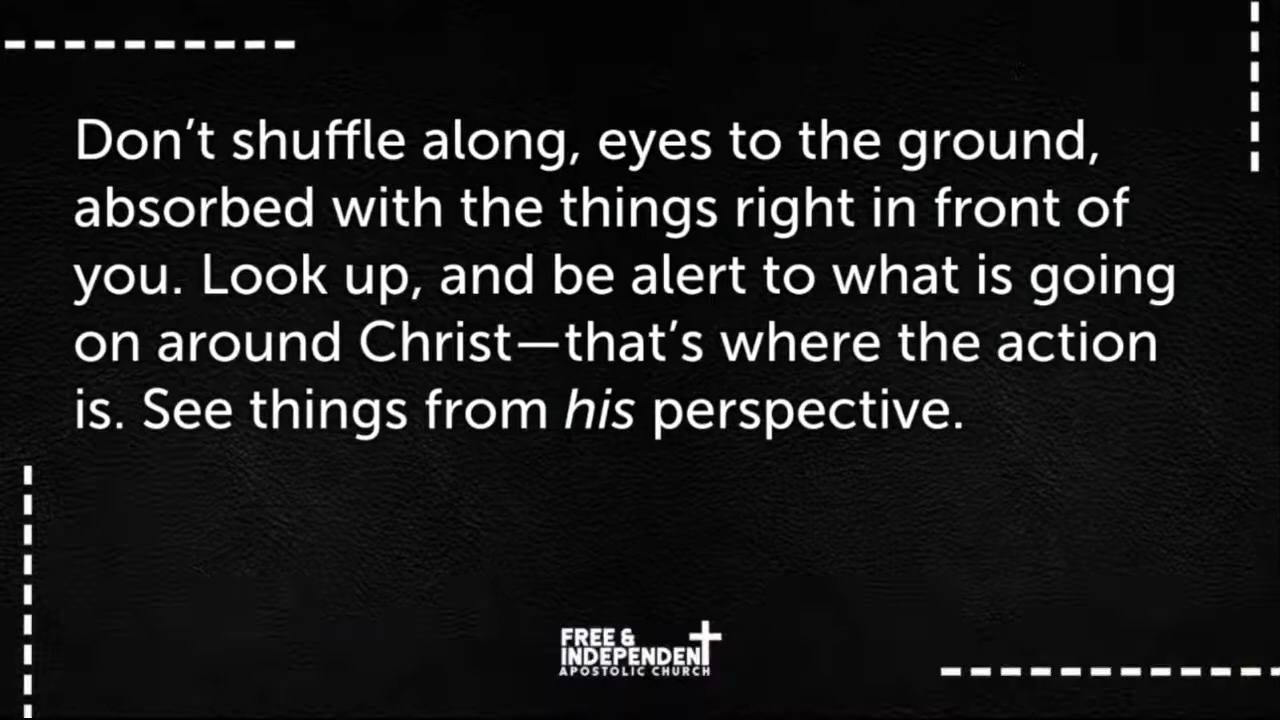 Don’t shuffle along, eyes to the ground,
absorbed with the things right in front of
you. Look up, and be alert to what is going
on around Christ—that’s where the action
is. See things from his perspective.
FREE &
INDEPENDENT
APOSTOLIC CHURCH